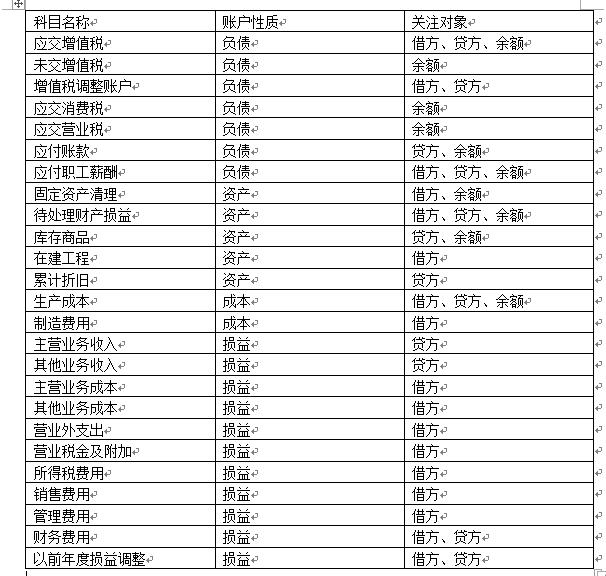 科目名称 账户性质 关注对象
应交增值税 负债 借方、贷方、余额
未交增值税 负债 余额
增值税调整账户 负债 借方、贷方
应交消费税 负债 余额
应交营业税 负债 余额
应付账款 负债 贷方、余额
应付职工薪酬 负债 借方、贷方、余额
固定资产清理 资产 借方、余额
待处理财产损益 资产 借方、贷方、余额
库存商品 资产 贷方、余额
在建工程 资产 借方
累计折旧 资产 贷方
生产成本 成本 借方、贷方、余额
制造费用 成本 借方
主营业务收入 损益 贷方
其他业务收入 损益 贷方
主营业务成本 损益 借方
其他业务成本 损益 借方
营业外支出 损益 借方
营业税金及附加 损益 借方
所得税费用 损益 借方
销售费用 损益 借方
管理费用 损益 借方
财务费用 损益 借方、贷方
以前年度损益调整 损益 借方、贷方